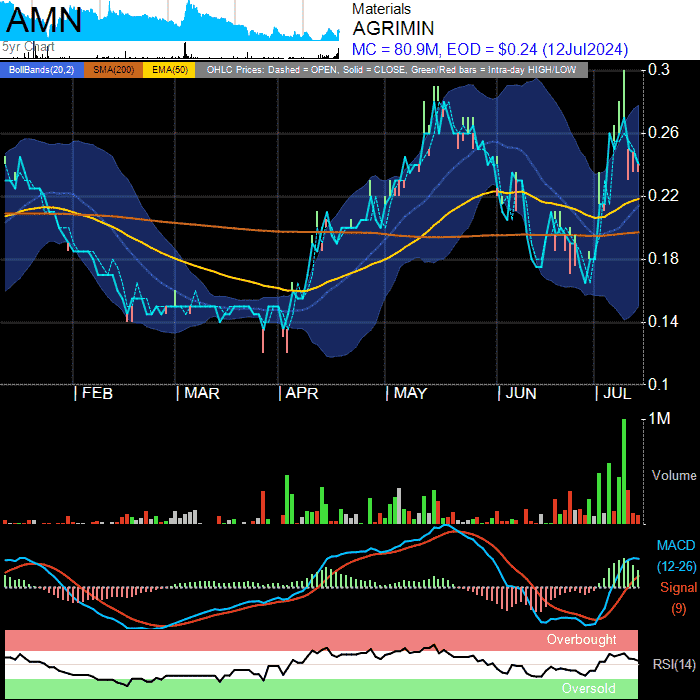 AMN
5yr Chart
Materials
AGRIMIN
MC = 80.9M, EOD = $0.24 (12Jul2024)
BollBands(20,2) SMA(200) EMA(50) OHLC Prices: Dashed = OPEN, Solid = CLOSE, Green/Red bars = Intra-day HIGH/LOW
0.3
0.26
0.22
0.18
0.14
0.1
| FEB | MAR | APR | MAY | JUN | JUL
1M
Volume
MACD
(12-26)
Signal
(9)
Overbought
RSI(14)
Oversold